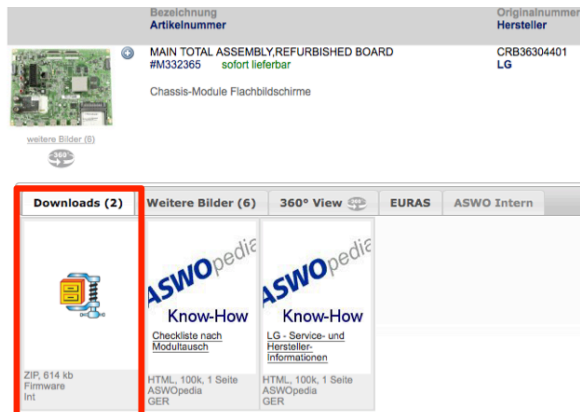 Bezeichnung Originalnummer
Artikelnummer Hersteller
MAIN TOTAL ASSEMBLY,REFURBISHED BOARD CRB36304401
#M332365 sofort lieferbar LG
Chassis-Module Flachbildschirme
weitere Bilder (6)
360°
Downloads (2) Weitere Bilder (6) 360° View EURAS ASWO Intern
ASWOpedia ASWOpedia
Know-How Know-How
Checkliste nach
Modultausch
LG - Service- und
Hersteller-
Informationen
ZIP, 614 kb
Firmware
Int
HTML, 100k, 1 Seite
ASWOpedia
GER
HTML, 100k, 1 Seite
ASWOpedia
GER